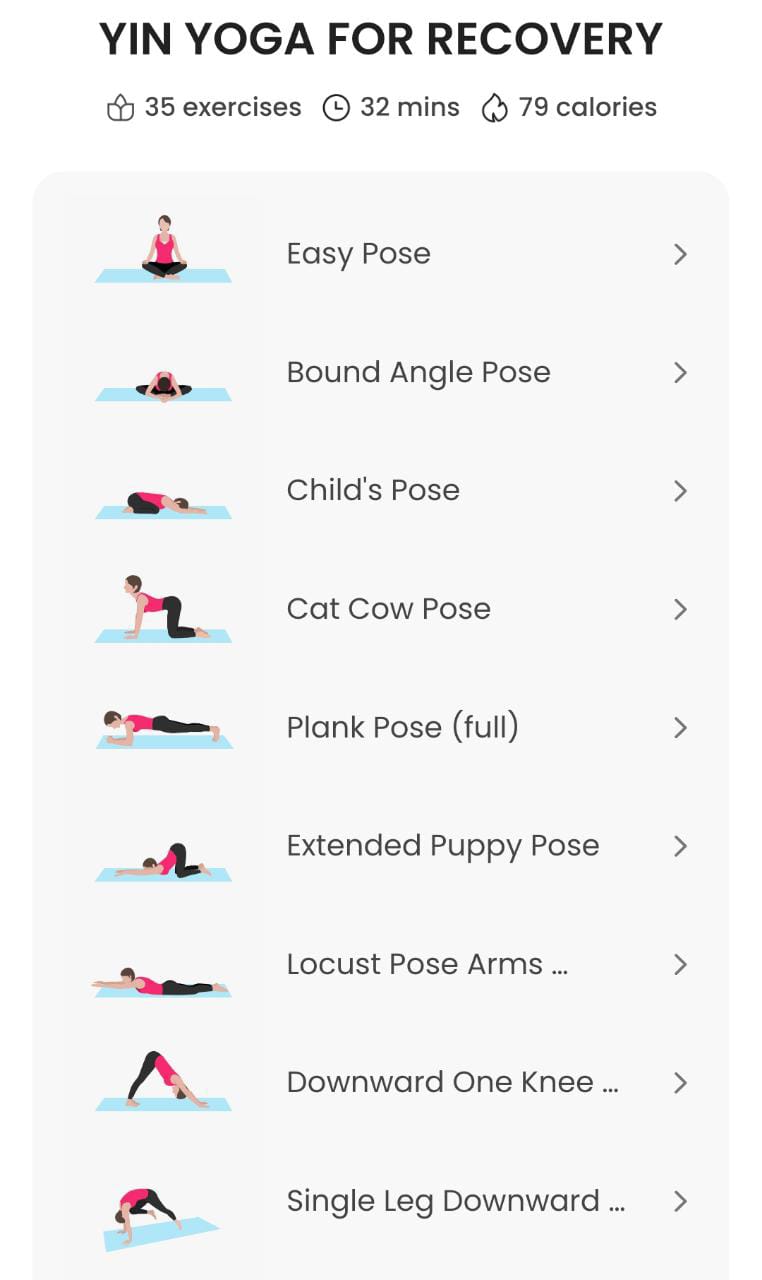 YIN YOGA FOR RECOVERY
35 exercises 32 mins 79 calories
Easy Pose
Bound Angle Pose
Child's Pose
Cat Cow Pose
Plank Pose (full)
Extended Puppy Pose
Locust Pose Arms ...
Downward One Knee ...
Single Leg Downward ...